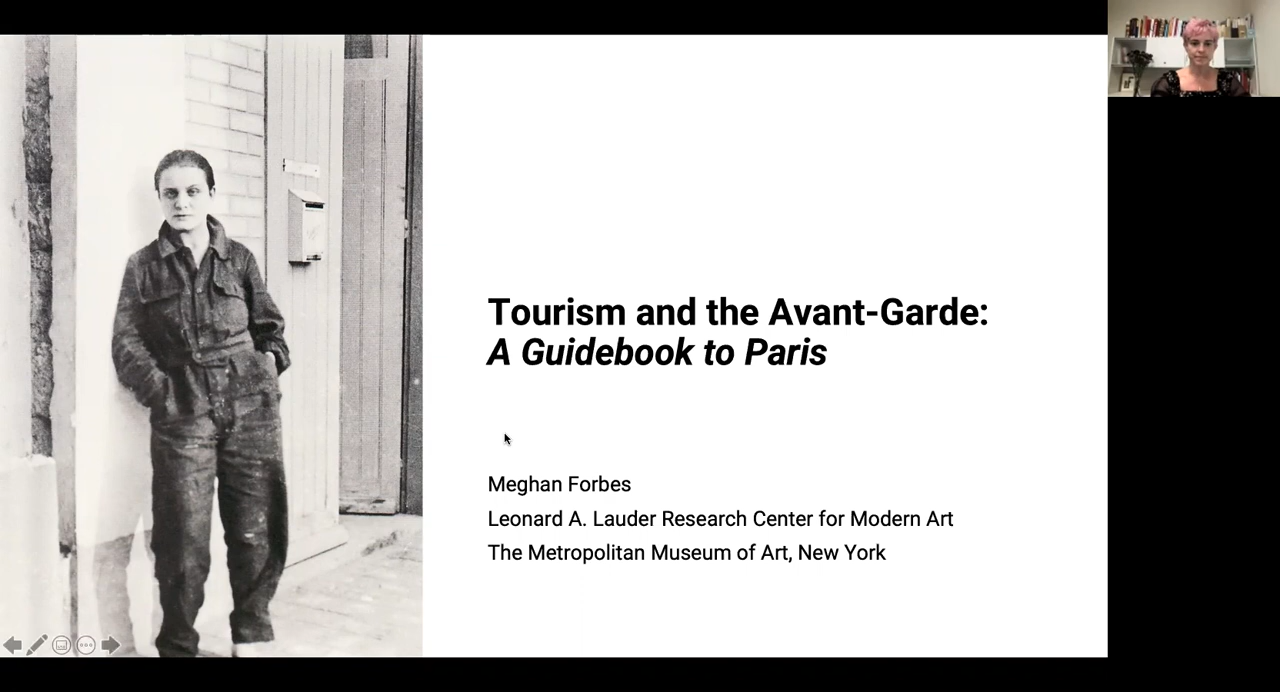 Tourism and the Avant-Garde:
A Guidebook to Paris
Meghan Forbes
Leonard A. Lauder Research Center for Modern Art
The Metropolitan Museum of Art, New York